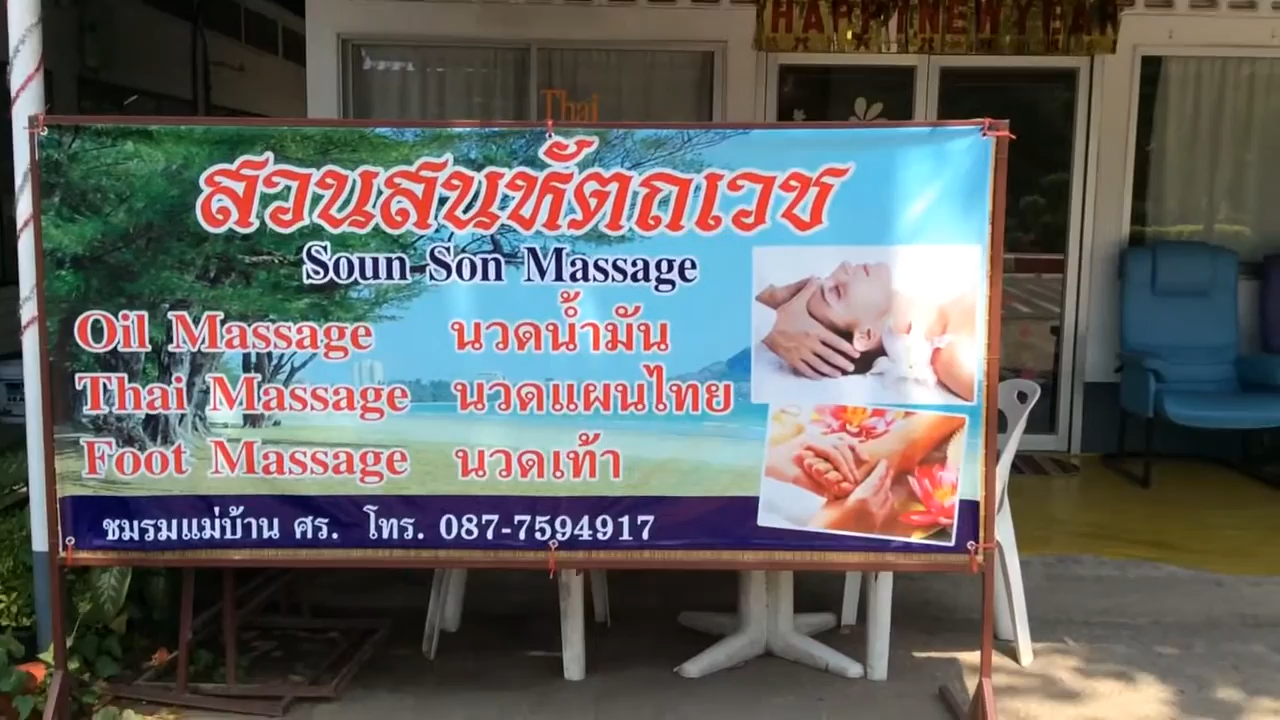 HAPPY NEW YEAR
Thai
สวนสนหัตถเวช
Soun Son Massage
Oil Massage นวดน้ำมัน
Thai Massage นวดแผนไทย
Foot Massage นวดเท้า
ชมรมแม่บ้าน ศร. โทร. 087-7594917